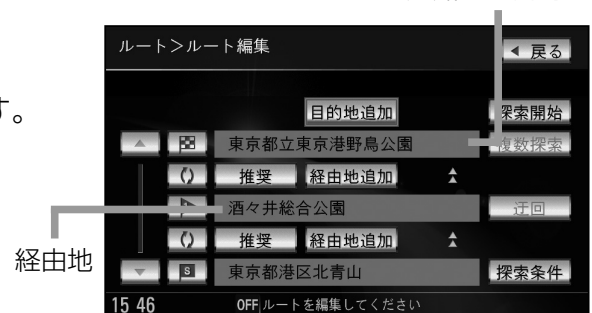 ルート＞ルート編集
◀ 戻る
す。
目的地追加
探索開始
東京都立東京港野鳥公園
複数探索
推奨 経由地追加
酒々井総合公園
迂回
推奨 経由地追加
経由地
S 東京都港区北青山
探索条件
15 46 OFF ルートを編集してください